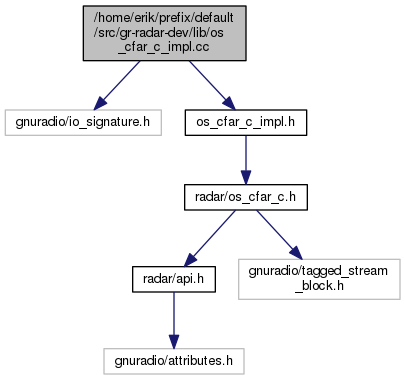 /home/erik/prefix/default
/src/gr-radar-dev/lib/os
_cfar_c_impl.cc
gnuradio/io_signature.h
os_cfar_c_impl.h
radar/os_cfar_c.h
radar/api.h
gnuradio/tagged_stream
_block.h
gnuradio/attributes.h